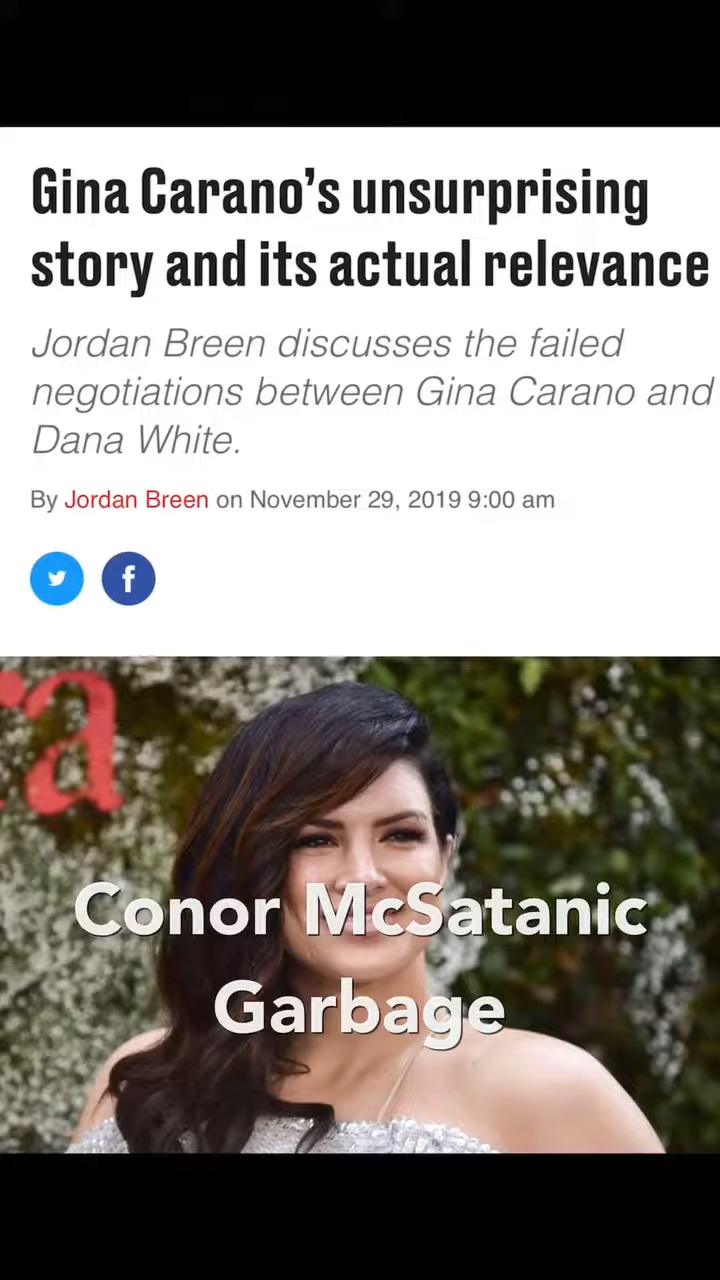 Gina Carano’s unsurprising
story and its actual relevance
Jordan Breen discusses the failed
negotiations between Gina Carano and
Dana White.
By Jordan Breen on November 29, 2019 9:00 am
f
ra
Conor McSatanic
Garbage